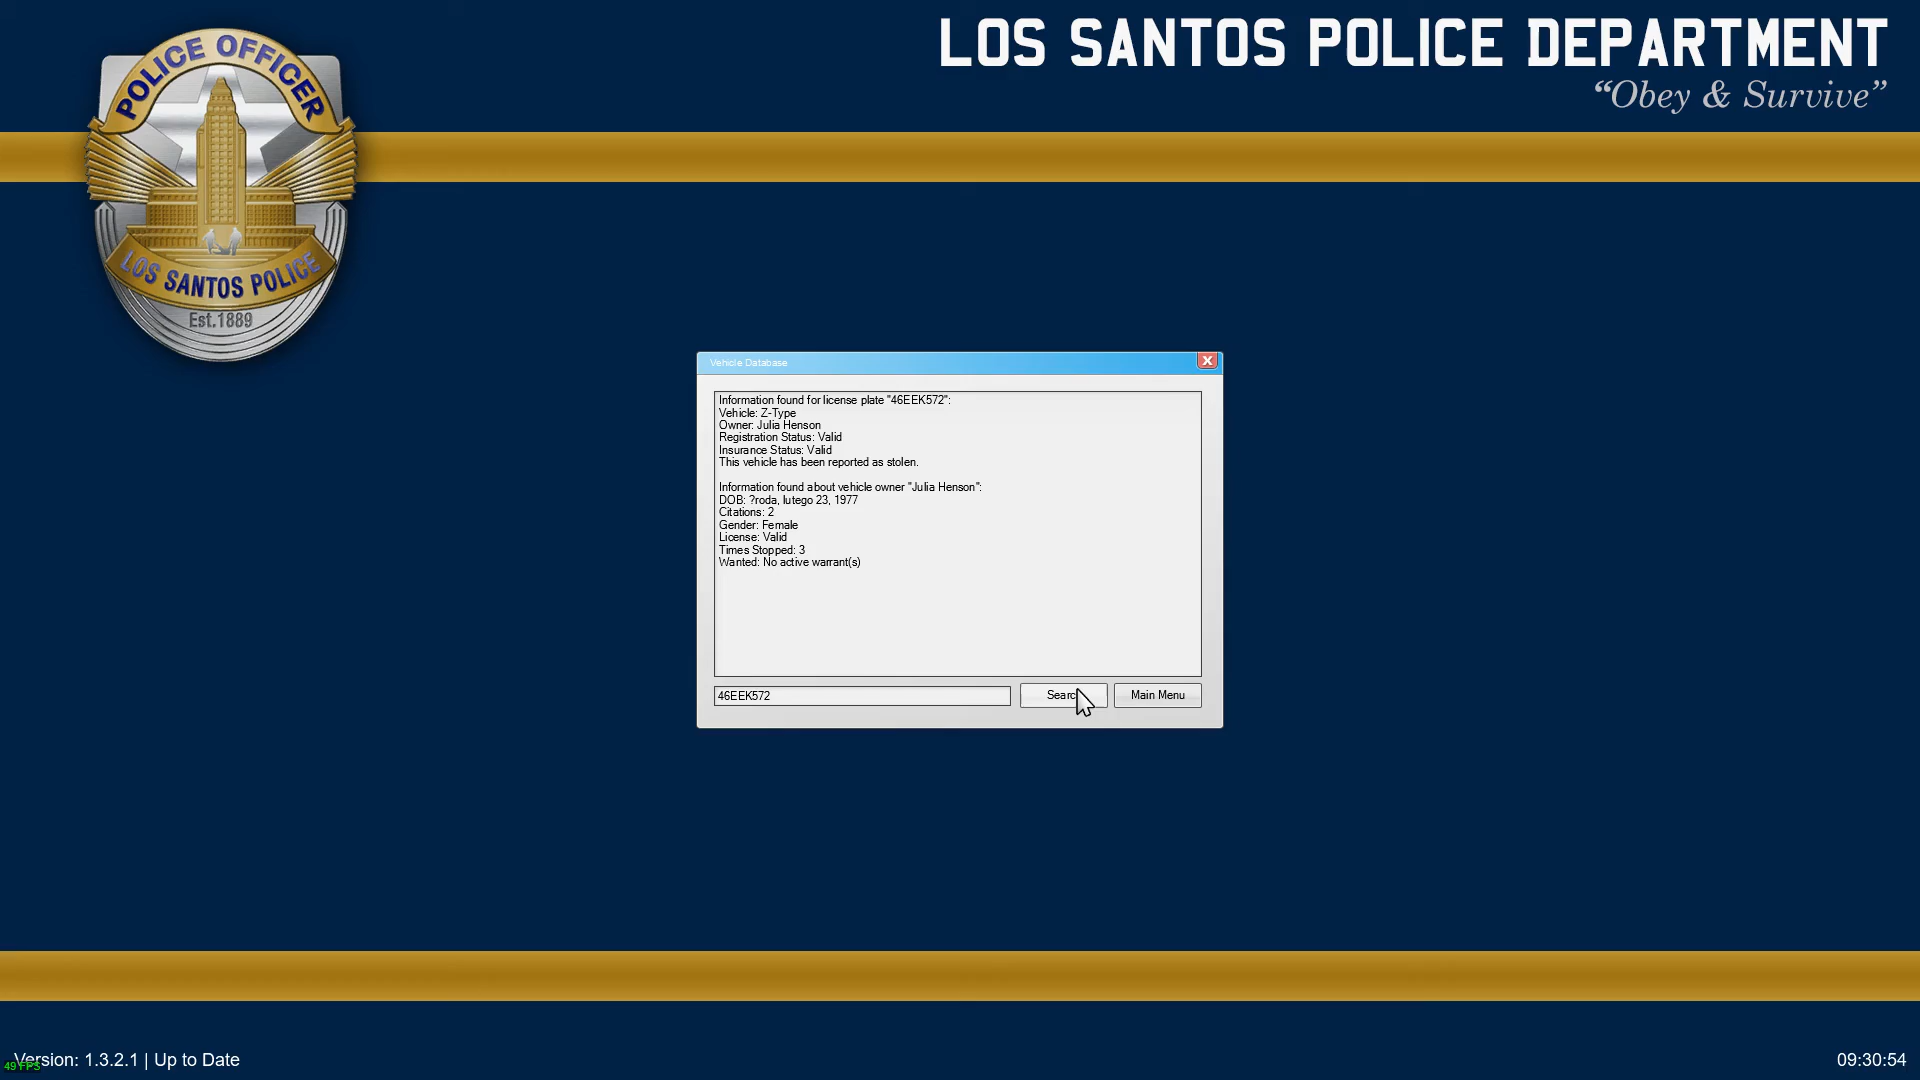 LOS SANTOS POLICE DEPARTMENT
“Obey & Survive”
POLICE OFFICER
LOS SANTOS POLICE
Est.1889
Vehicle Database
Information found for license plate "46EEK572":
Vehicle: Z-Type
Owner: Julia Henson
Registration Status: Valid
Insurance Status: Valid
This vehicle has been reported as stolen.
Information found about vehicle owner "Julia Henson":
DOB: ?roda, lutego 23, 1977
Citations: 2
Gender: Female
License: Valid
Times Stopped: 3
Wanted: No active warrant(s)
46EEK572
Searc
Main Menu
Version: 1.3.2.1 | Up to Date
49 FPS
09:30:54